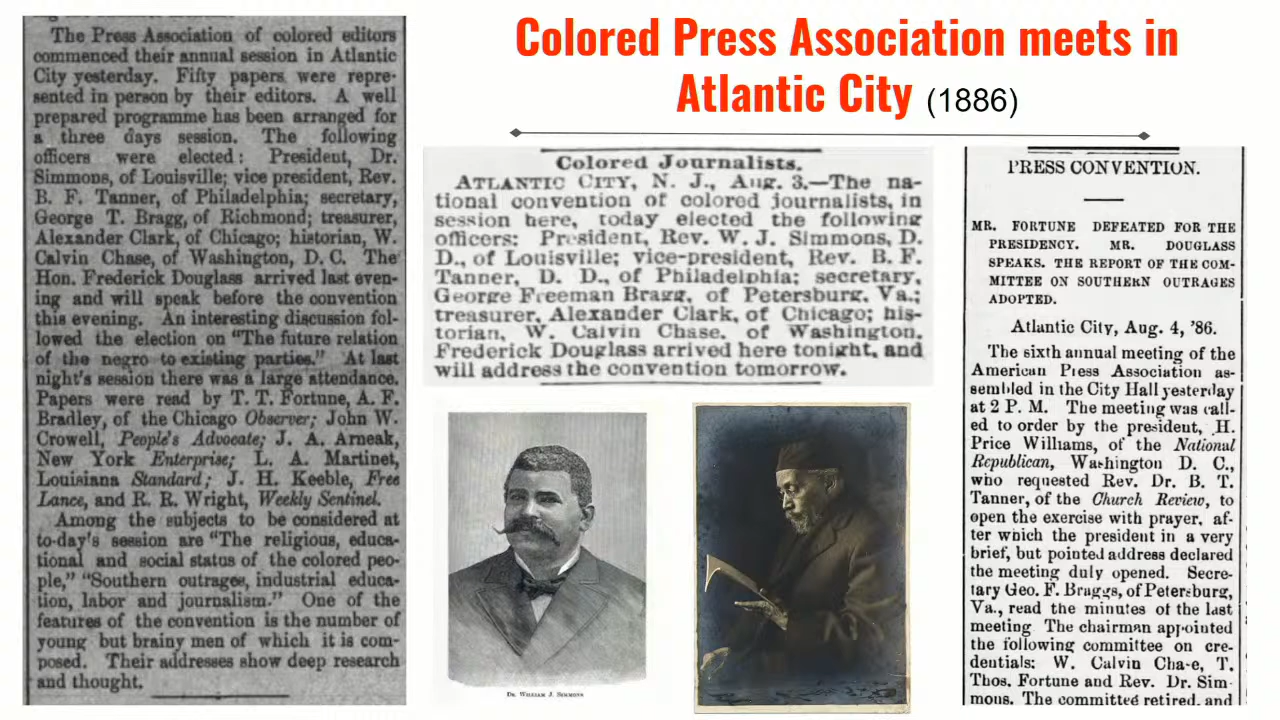 Colored Press Association meets in
Atlantic City (1886)
The Press Association of colored editors
commenced their annual session in Atlantic
City yesterday. Fifty papers were repre-
sented in person by their editors. A well
prepared programme has been arranged for
a three days session. The following
officers were elected: President, Dr.
Simmons, of Louisville; vice president, Rev.
B. F. Tanner, of Philadelphia; secretary,
George T. Bragg, of Richmond; treasurer,
Alexander Clark, of Chicago; historian, W.
Calvin Chase, of Washington, D. C. The
Hon. Frederick Douglass arrived last even-
ing and will speak before the convention
this evening. An interesting discussion fol-
lowed the election on "The future relation
of the negro to existing parties." At last
night's session there was a large attendance.
Papers were read by T. T. Fortune, A. F.
Bradley, of the Chicago Observer; John W.
Crowell, People's Advocate; J. A. Arneak,
New York Enterprise; L. A. Martinet,
Louisiana Standard; J. H. Keeble, Free
Lance, and R. R. Wright, Weekly Sentinel.
Among the subjects to be considered at
to-day's session are "The religious, educa-
tional and social status of the colored peo-
ple," "Southern outrages, industrial educa-
tion, labor and journalism." One of the
features of the convention is the number of
young but brainy men of which it is com-
posed. Their addresses show deep research
and thought.
Colored Journalists.
ATLANTIC CITY, N. J., Aug. 3.—The na-
tional convention of colored journalists, in
session here, today elected the following
officers: President, Rev. W. J. Simmons, D.
D., of Louisville; vice-president, Rev. B. F.
Tanner, D. D., of Philadelphia; secretary,
George Freeman Bragg, of Petersburg, Va.;
treasurer, Alexander Clark, of Chicago; his-
torian, W. Calvin Chase, of Washington.
Frederick Douglass arrived here tonight, and
will address the convention tomorrow.
DR. WILLIAM J. SIMMONS
PRESS CONVENTION.
MR. FORTUNE DEFEATED FOR THE
PRESIDENCY. MR. DOUGLASS
SPEAKS. THE REPORT OF THE COM-
MITTEE ON SOUTHERN OUTRAGES
ADOPTED.
Atlantic City, Aug. 4, '86.
The sixth annual meeting of the
American Press Association as-
sembled in the City Hall yesterday
at 2 P. M. The meeting was call-
ed to order by the president, H.
Price Williams, of the National
Republican, Washington D. C.,
who requested Rev. Dr. B. T.
Tanner, of the Church Review, to
open the exercise with prayer, af-
ter which the president in a very
brief, but pointed address declared
the meeting duly opened. Secre-
tary Geo. F. Braggs, of Petersburg,
Va., read the minutes of the last
meeting The chairman appointed
the following committee on cre-
dentials: W. Calvin Chase, T.
Thos. Fortune and Rev. Dr. Sim-
mons. The committed retired, and